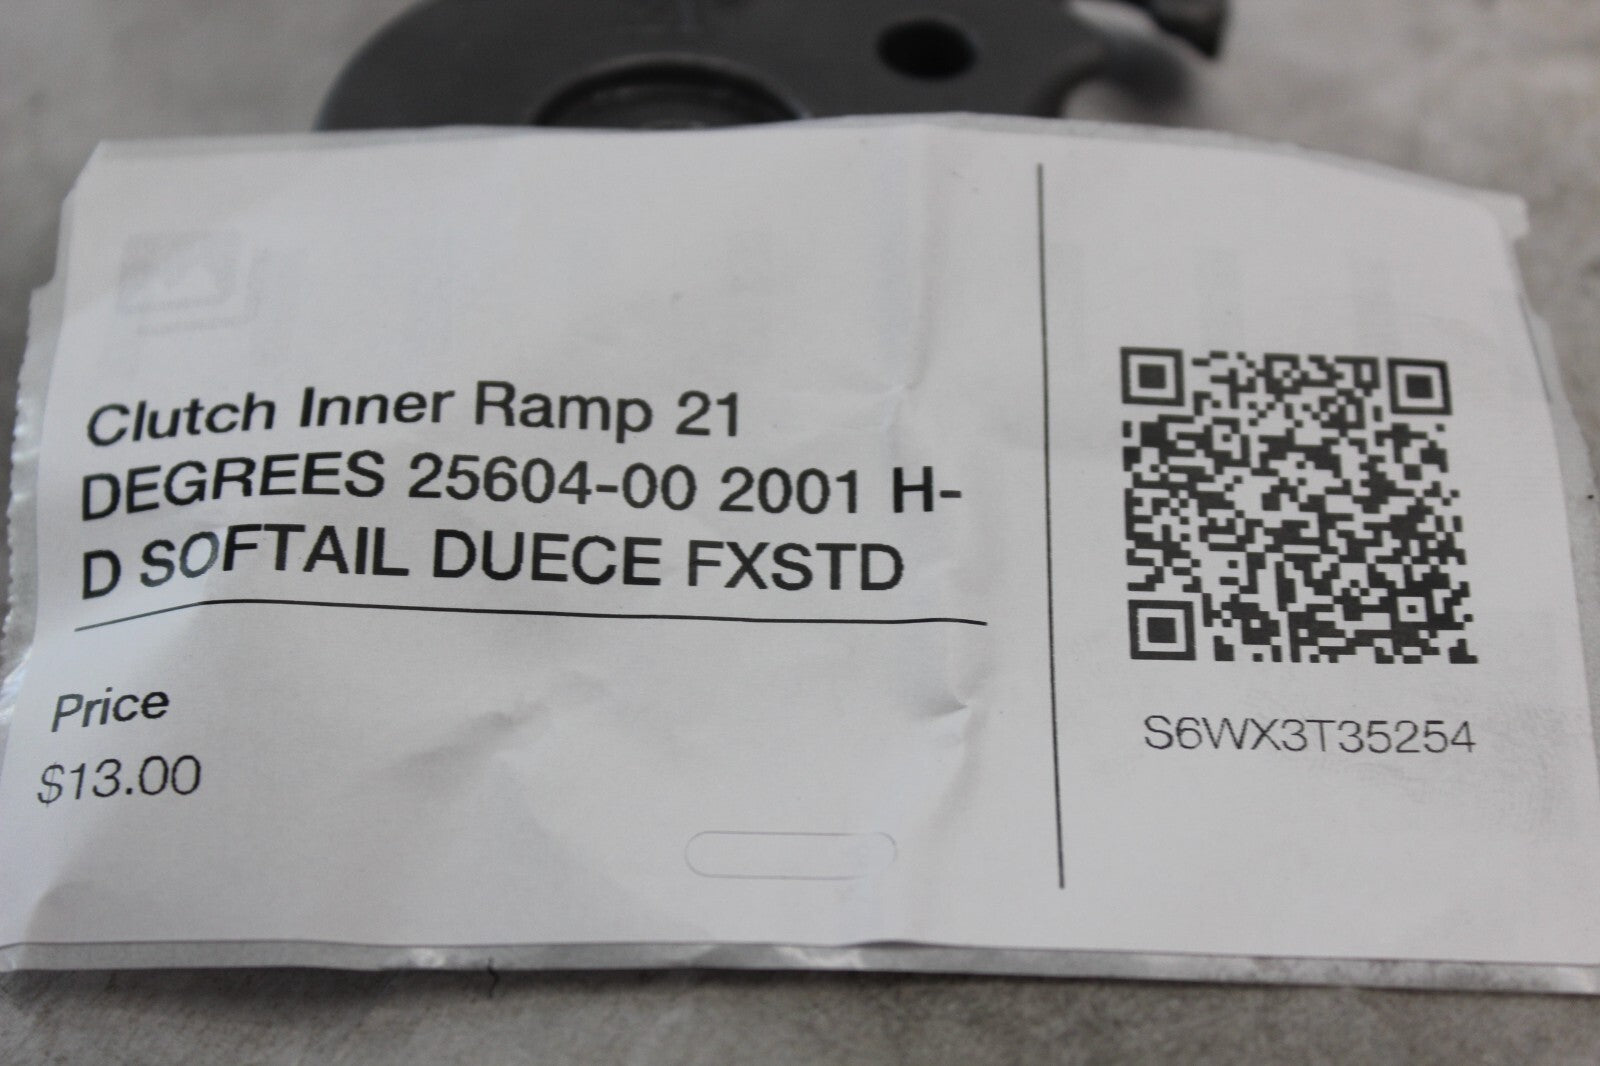 Clutch Inner Ramp 21
DEGREES 25604-00 2001 H-
D SOFTAIL DUECE FXSTD
Price
$13.00
S6WX3T35254